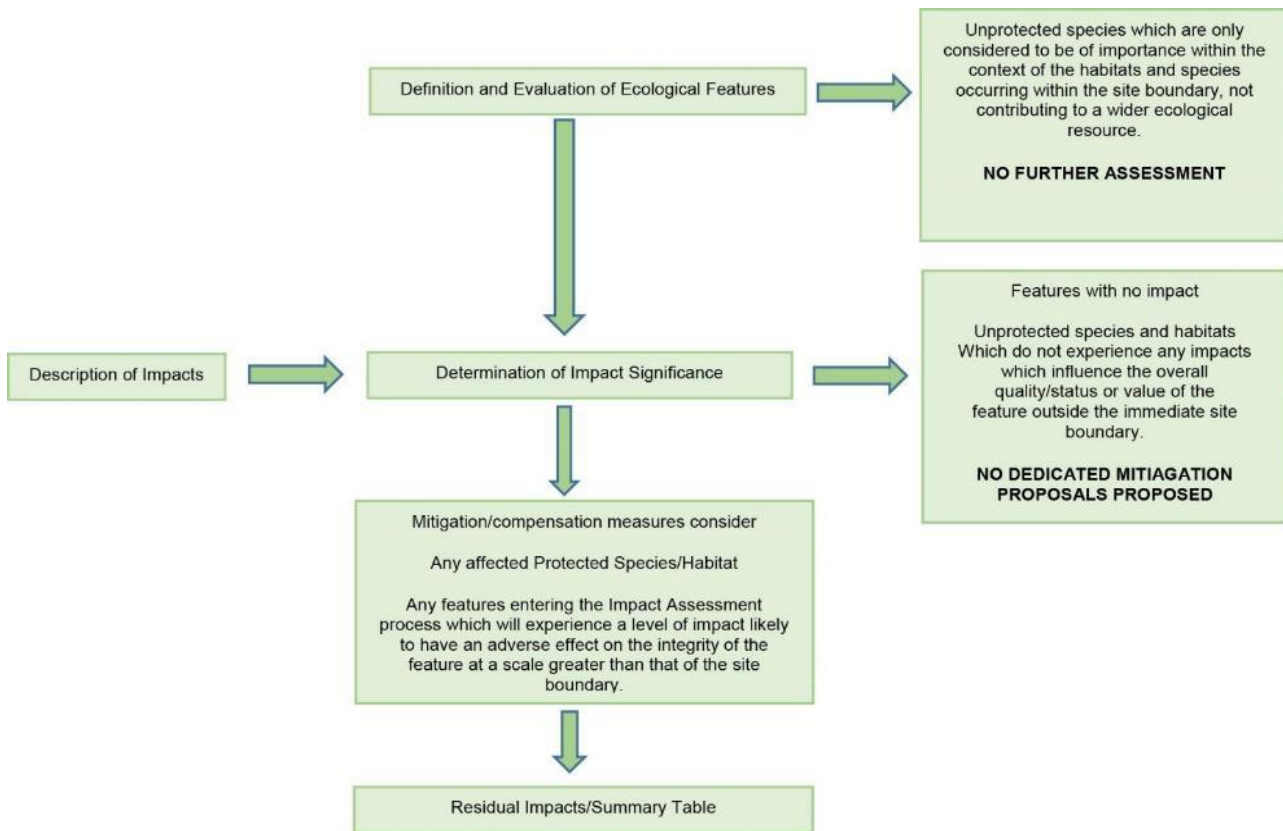 Definition and Evaluation of Ecological Features
Unprotected species which are only
considered to be of importance within the
context of the habitats and species
occurring within the site boundary, not
contributing to a wider ecological
resource.
NO FURTHER ASSESSMENT
Description of Impacts
Determination of Impact Significance
Features with no impact
Unprotected species and habitats
Which do not experience any impacts
which influence the overall
quality/status or value of the
feature outside the immediate site
boundary.
NO DEDICATED MITIAGATION
PROPOSALS PROPOSED
Mitigation/compensation measures consider
Any affected Protected Species/Habitat
Any features entering the Impact Assessment
process which will experience a level of impact likely
to have an adverse effect on the integrity of the
feature at a scale greater than that of the site
boundary.
Residual Impacts/Summary Table